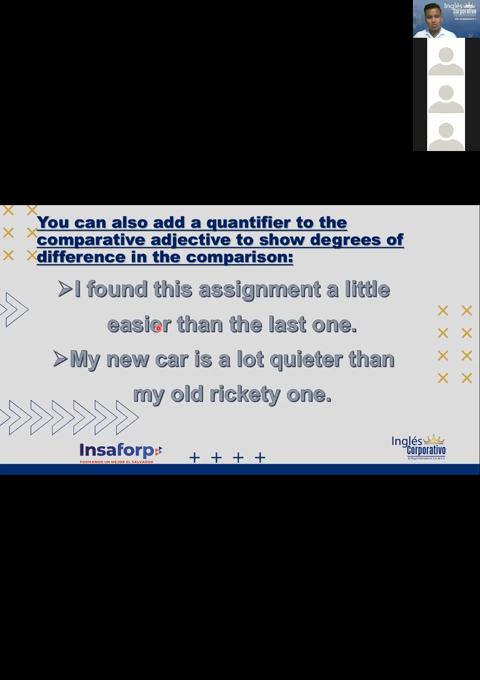 Inglés
Corporativo
You can also add a quantifier to the
comparative adjective to show degrees of
difference in the comparison:
➢I found this assignment a little
easier than the last one.
➢My new car is a lot quieter than
my old rickety one.
Insaforp
FORMANDO UN MEJOR EL SALVADOR
Inglés
Corporativo